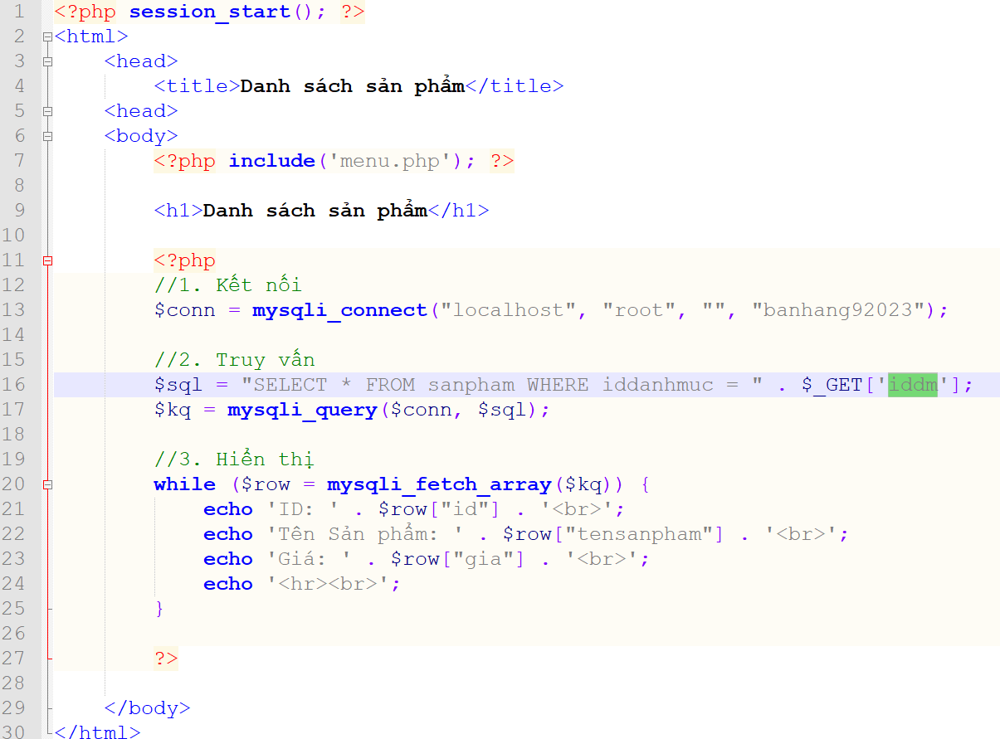 1 <?php session_start(); ?>
2 <html>
3 <head>
4 <title>Danh sách sản phẩm</title>
5 <head>
6 <body>
7 <?php include('menu.php'); ?>
8
9 <h1>Danh sách sản phẩm</h1>
10
11 <?php
12 //1. Kết nối
13 $conn = mysqli_connect("localhost", "root", "", "banhang92023");
14
15 //2. Truy vấn
16 $sql = "SELECT * FROM sanpham WHERE iddanhmuc = " . $_GET['iddm'];
17 $kq = mysqli_query($conn, $sql);
18
19 //3. Hiển thị
20 while ($row = mysqli_fetch_array($kq)) {
21 echo 'ID: ' . $row["id"] . '<br>';
22 echo 'Tên Sản phẩm: ' . $row["tensanpham"] . '<br>';
23 echo 'Giá: ' . $row["gia"] . '<br>';
24 echo '<hr><br>';
25 }
26
27 ?>
28
29 </body>
30 </html>